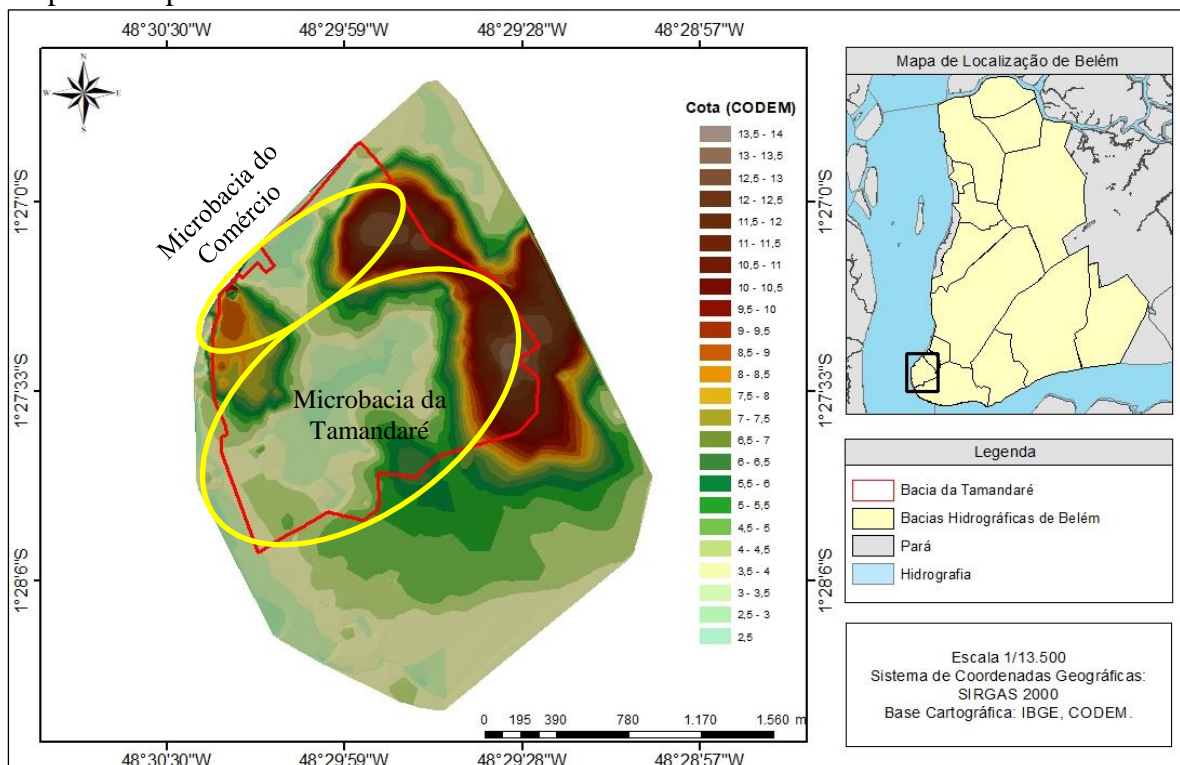 48°30'30"W 48°29'59"W 48°29'28"W 48°28'57"W
N
W E
S
1°27'0"S
1°27'33"S
1°28'6"S
Microbacia do
Comércio
Microbacia da
Tamandaré
Cota (CODEM)
13,5 - 14
13 - 13,5
12,5 - 13
12 - 12,5
11,5 - 12
11 - 11,5
10,5 - 11
10 - 10,5
9,5 - 10
9 - 9,5
8,5 - 9
8 - 8,5
7,5 - 8
7 - 7,5
6,5 - 7
6 - 6,5
5,5 - 6
5 - 5,5
4,5 - 5
4 - 4,5
3,5 - 4
3 - 3,5
2,5 - 3
2,5
0 195 390 780 1.170 1.560 m
1°27'0"S
1°27'33"S
1°28'6"S
48°30'30"W 48°29'59"W 48°29'28"W 48°28'57"W
Mapa de Localização de Belém
Legenda
Bacia da Tamandaré
Bacias Hidrográficas de Belém
Pará
Hidrografia
Escala 1/13.500
Sistema de Coordenadas Geográficas:
SIRGAS 2000
Base Cartográfica: IBGE, CODEM.